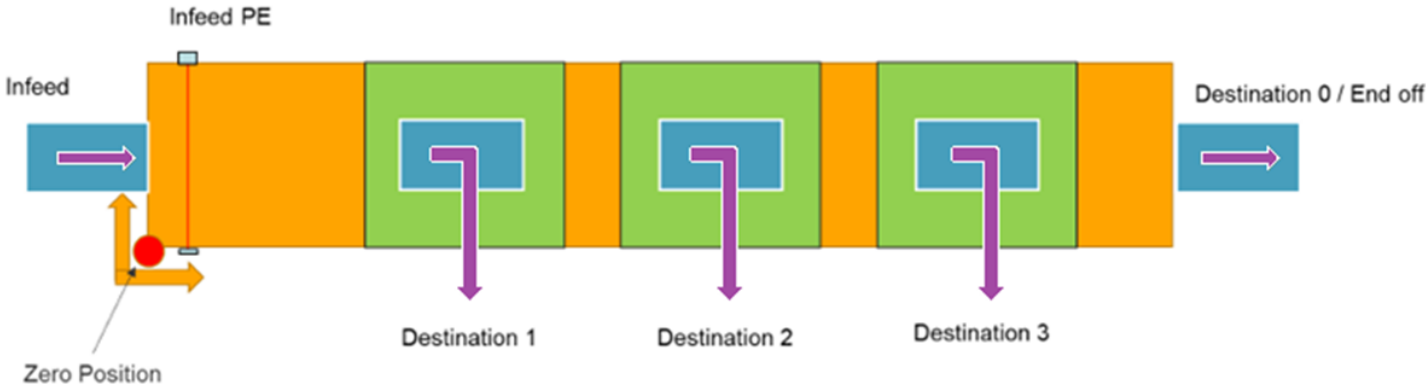 Infeed PE
Infeed
Destination 0 / End off
Destination 1
Destination 2
Destination 3
Zero Position